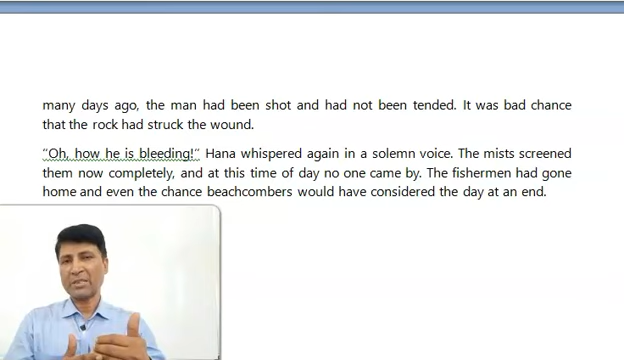 many days ago, the man had been shot and had not been tended. It was bad chance
that the rock had struck the wound.
“Oh, how he is bleeding!” Hana whispered again in a solemn voice. The mists screened
them now completely, and at this time of day no one came by. The fishermen had gone
home and even the chance beachcombers would have considered the day at an end.